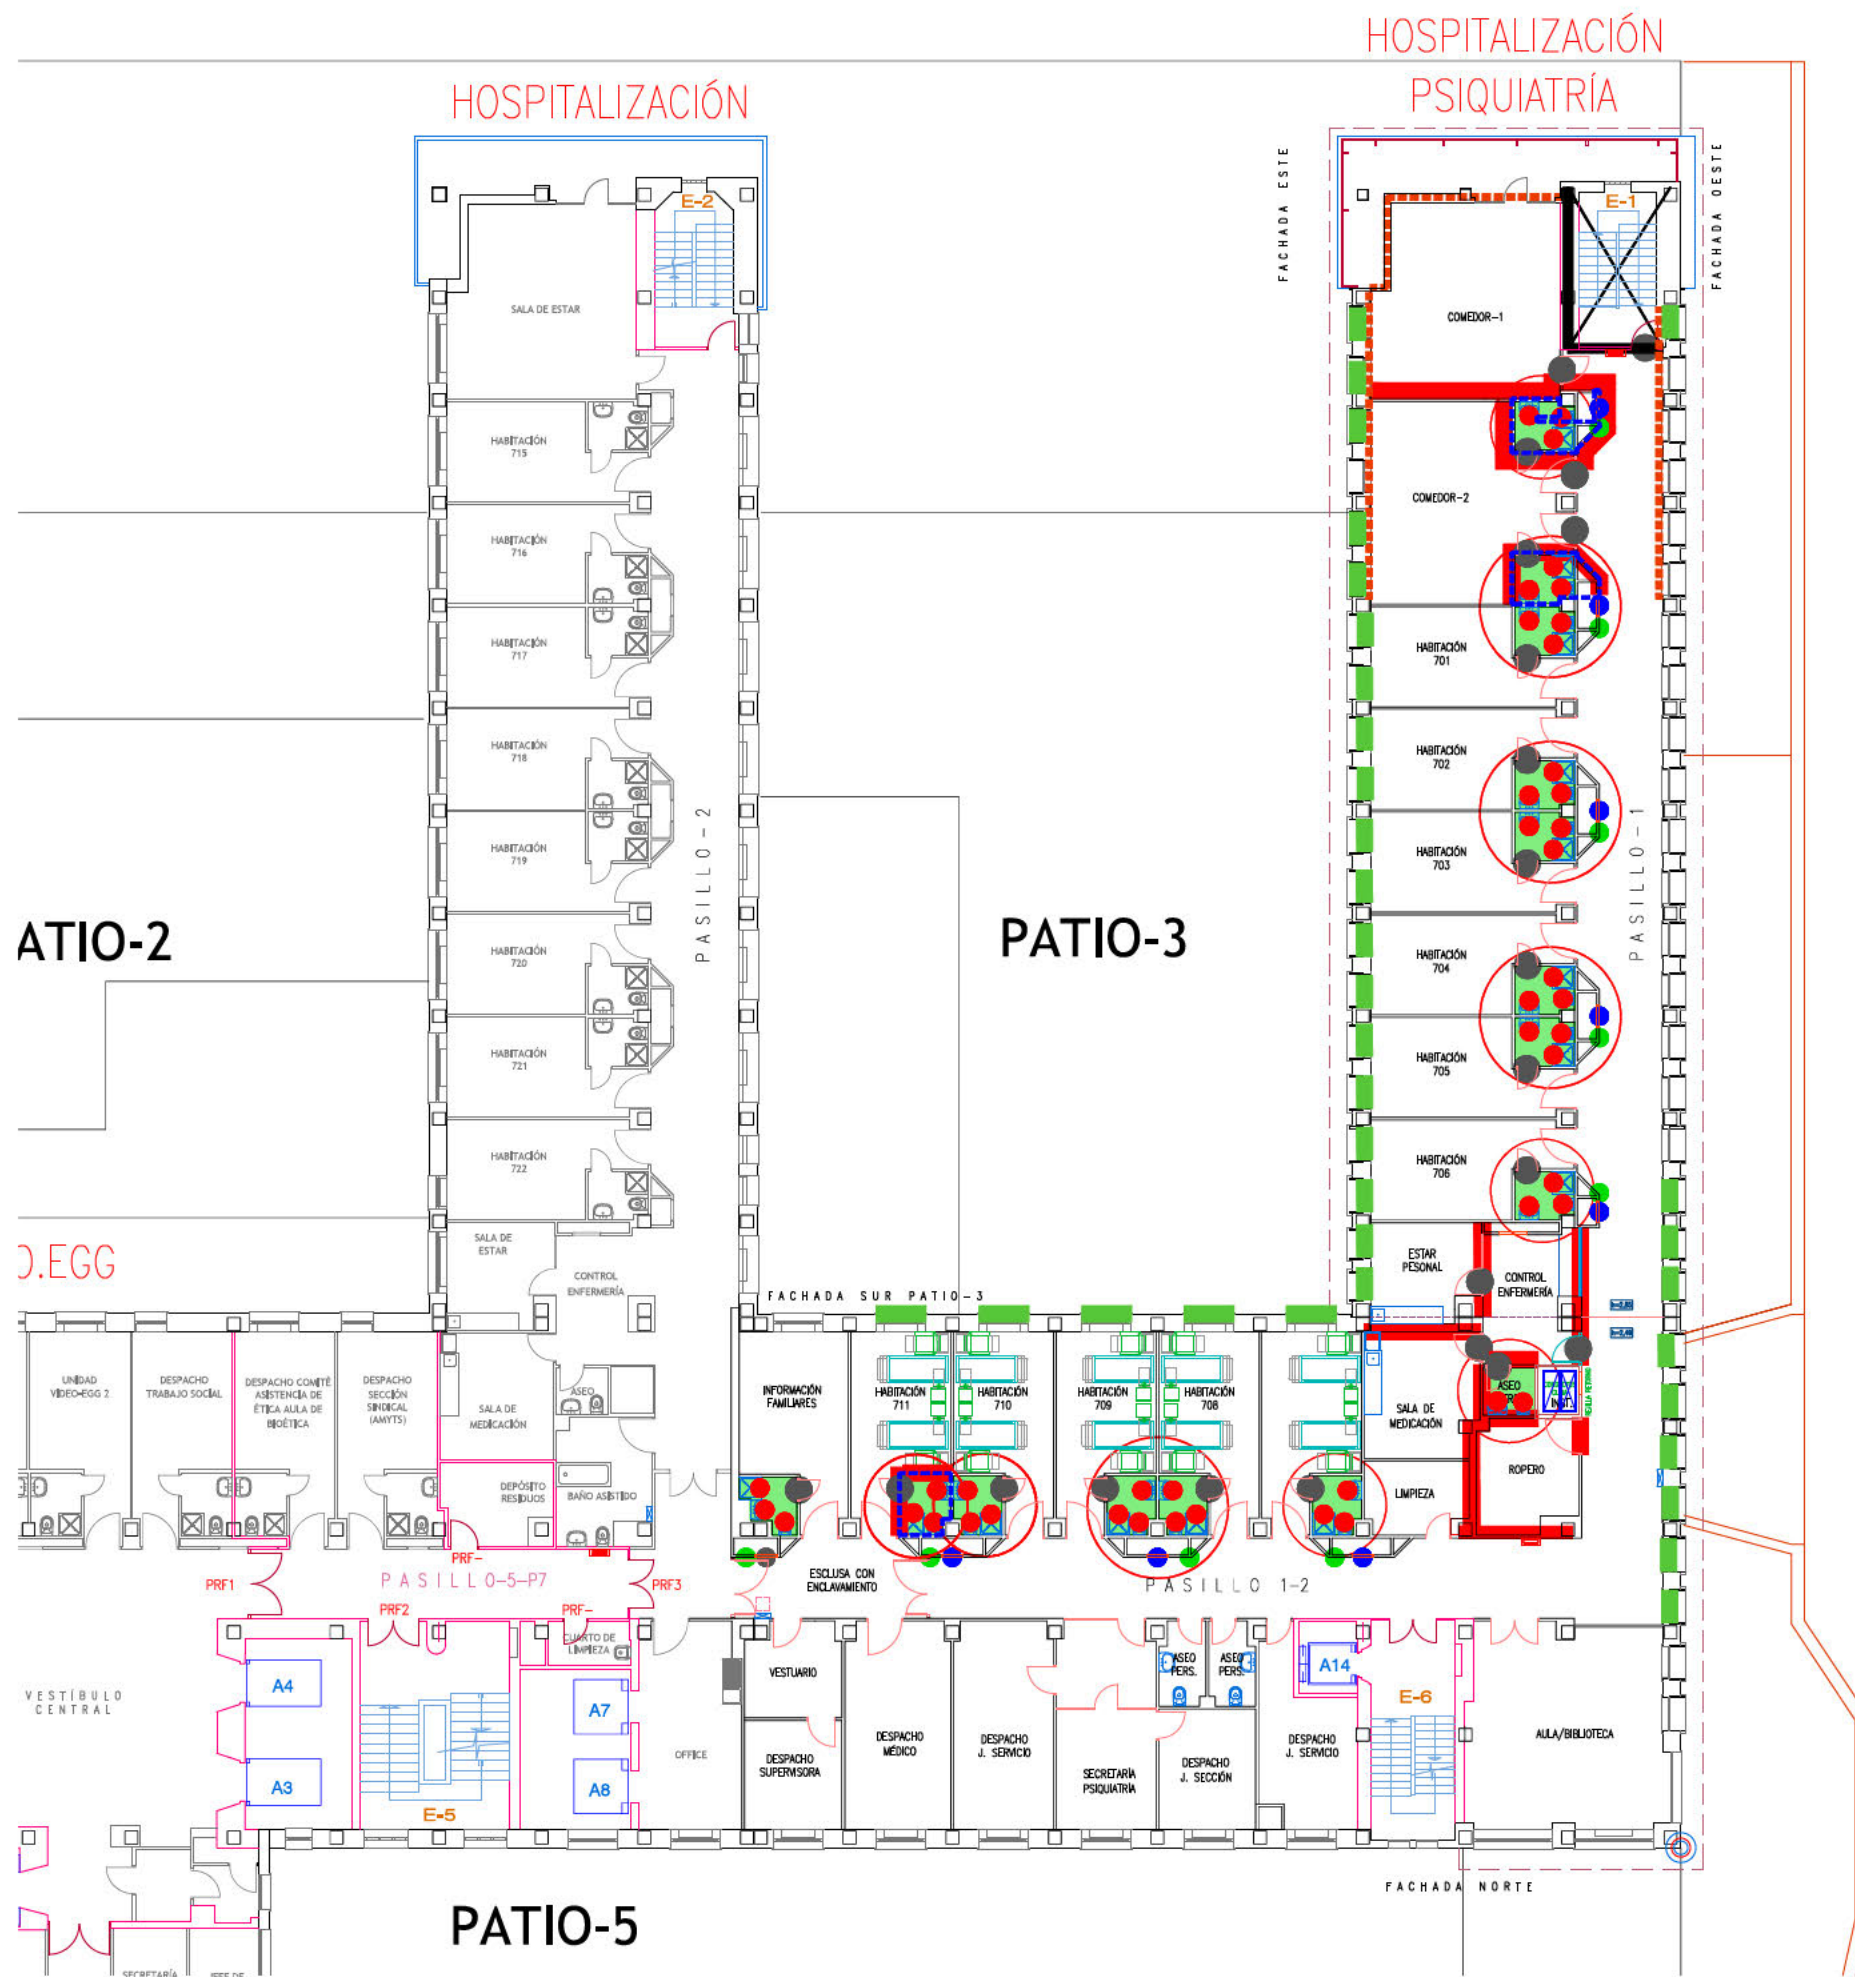 HOSPITALIZACIÓN
PSIQUIATRÍA
HOSPITALIZACIÓN
FACHADA ESTE
FACHADA OESTE
E-2
E-1
SALA DE ESTAR
COMEDOR-1
HABITACIÓN
715
COMEDOR-2
HABITACIÓN
716
HABITACIÓN
717
HABITACIÓN
701
HABITACIÓN
718
HABITACIÓN
702
PASILLO-2
PASILLO-1
HABITACIÓN
719
HABITACIÓN
703
ATIO-2
PATIO-3
HABITACIÓN
720
HABITACIÓN
704
HABITACIÓN
721
HABITACIÓN
705
HABITACIÓN
722
HABITACIÓN
706
SALA DE
ESTAR
O.EGG
CONTROL
ENFERMERÍA
ESTAR
PESONAL
CONTROL
ENFERMERÍA
FACHADA SUR PATIO-3
UNIDAD
VIDEO-EGG 2
DESPACHO
TRABAJO SOCIAL
DESPACHO COMITÉ
ASISTENCIA DE
ÉTICA AULA DE
BIOÉTICA
DESPACHO
SECCIÓN
SINDICAL
(AMYTS)
SALA DE
MEDICACIÓN
ASEO
INFORMACIÓN
FAMILIARES
HABITACIÓN
711
HABITACIÓN
710
HABITACIÓN
709
HABITACIÓN
708
SALA DE
MEDICACIÓN
ASEO
INST.
ROPERO
LIMPIEZA
DEPÓSITO
RESIDUOS
BAÑO ASISTIDO
PRF-
PRF1
PASILLO-5-P7
PRF3
PRF2
PRF-
ESCLUSA CON
ENCLAVAMIENTO
PASILLO 1-2
CUARTO DE
LIMPIEZA
VESTUARIO
ASEO
PERS.
ASEO
PERS.
A14
A4
A7
E-6
VESTÍBULO
CENTRAL
OFFICE
DESPACHO
SUPERVISORA
DESPACHO
MÉDICO
DESPACHO
J. SERVICIO
SECRETARÍA
PSIQUIATRÍA
DESPACHO
J. SECCIÓN
DESPACHO
J. SERVICIO
AULA/BIBLIOTECA
A3
A8
E-5
FACHADA NORTE
PATIO-5
SECRETARÍA